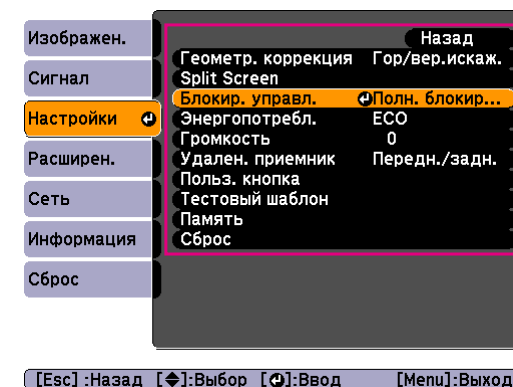 Изображен.
Сигнал
Настройки
Расширен.
Сеть
Информация
Сброс
Назад
Геометр. коррекция Гор/вер.искаж.
Split Screen
Блокир. управл. Полн. блокир...
Энергопотребл. ECO
Громкость 0
Удален. приемник Передн./задн.
Польз. кнопка
Тестовый шаблон
Память
Сброс
[Esc] :Назад [◆]:Выбор [⏎]:Ввод [Menu]:Выход